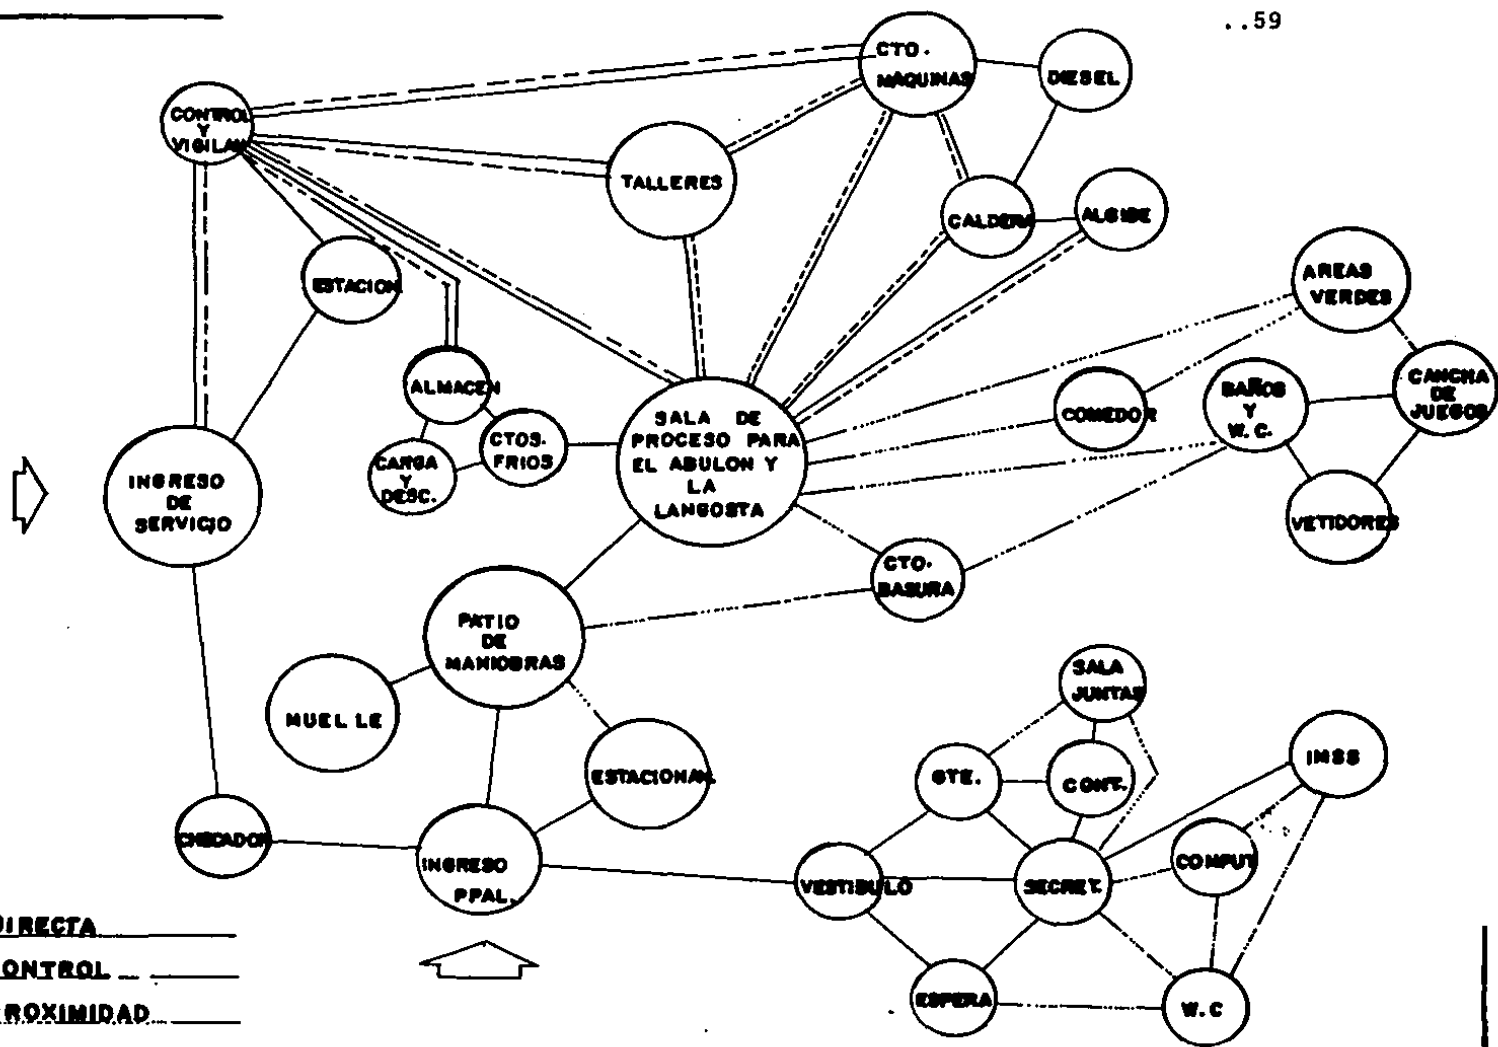 ..59
CTO.
MAQUINAS
DIESEL
CONTROL
Y
VIGILAN.
TALLERES
CALDERA
ALGIBE
AREAS
VERDES
ESTACION.
ALMACEN
CANCHA
DE
JUEGOS
BAÑOS
Y
W.C.
COMEDOR
SALA DE
PROCESO PARA
EL ABULON Y
LA
LANGOSTA
CTOS.
FRIOS
CARGA
Y
DESC.
INGRESO
DE
SERVICIO
VETIDORES
CTO.
BASURA
PATIO
DE
MANIOBRAS
MUELLE
ESTACIONAM.
SALA
JUNTAS
GTE.
CONT.
IMSS
CHECADOR
INGRESO
PPAL.
VESTIBULO
SECRET.
COMPUT
ESPERA
W.C
DIRECTA
ONTROL
ROXIMIDAD